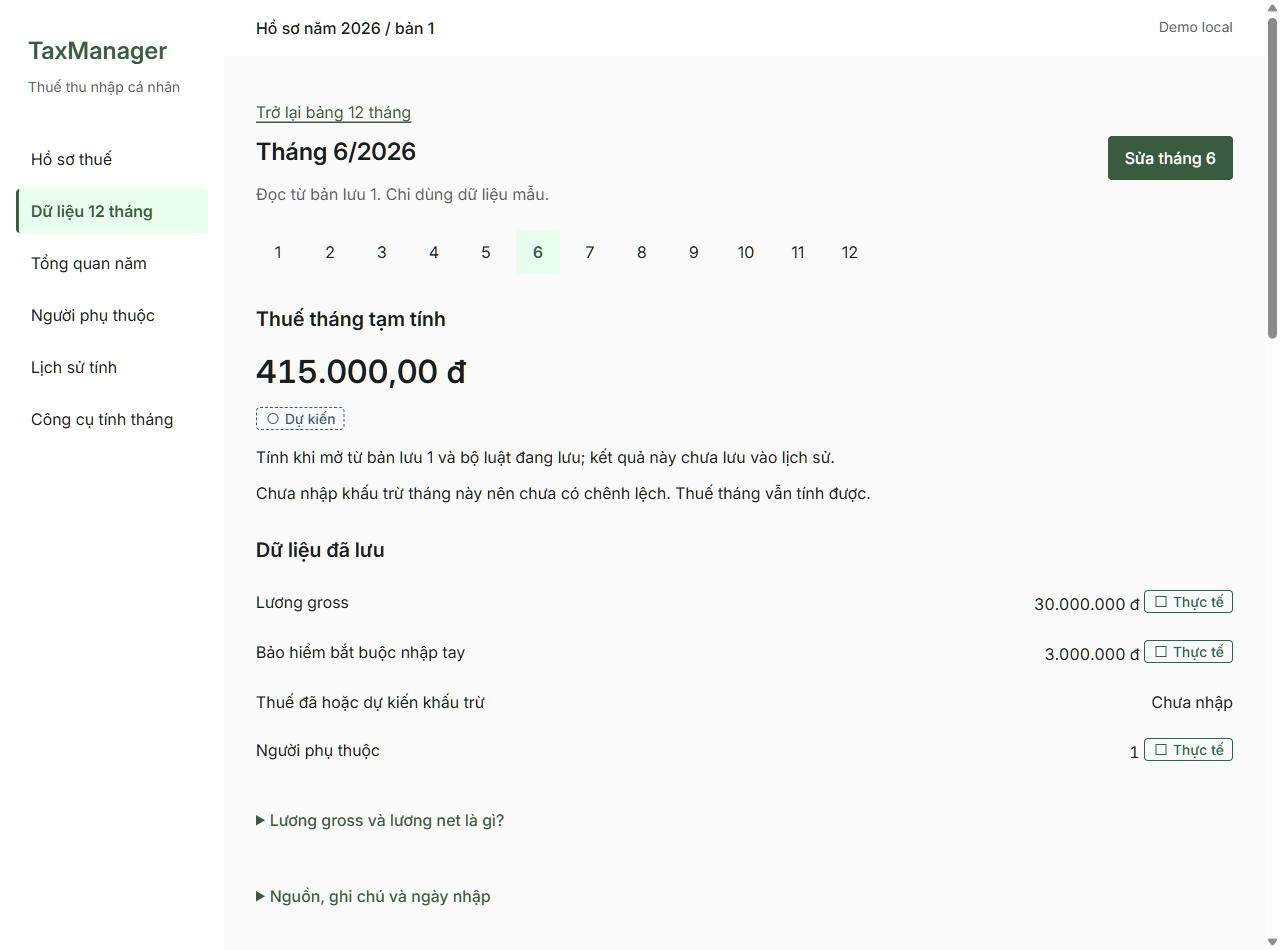 TaxManager
Thuế thu nhập cá nhân
Hồ sơ thuế
Dữ liệu 12 tháng
Tổng quan năm
Người phụ thuộc
Lịch sử tính
Công cụ tính tháng
Hồ sơ năm 2026 / bản 1
Demo local
Trở lại bảng 12 tháng
Tháng 6/2026
Sửa tháng 6
Đọc từ bản lưu 1. Chỉ dùng dữ liệu mẫu.
1 2 3 4 5 6 7 8 9 10 11 12
Thuế tháng tạm tính
415.000,00 đ
Dự kiến
Tính khi mở từ bản lưu 1 và bộ luật đang lưu; kết quả này chưa lưu vào lịch sử.
Chưa nhập khấu trừ tháng này nên chưa có chênh lệch. Thuế tháng vẫn tính được.
Dữ liệu đã lưu
Lương gross 30.000.000 đ Thực tế
Bảo hiểm bắt buộc nhập tay 3.000.000 đ Thực tế
Thuế đã hoặc dự kiến khấu trừ Chưa nhập
Người phụ thuộc 1 Thực tế
Lương gross và lương net là gì?
Nguồn, ghi chú và ngày nhập